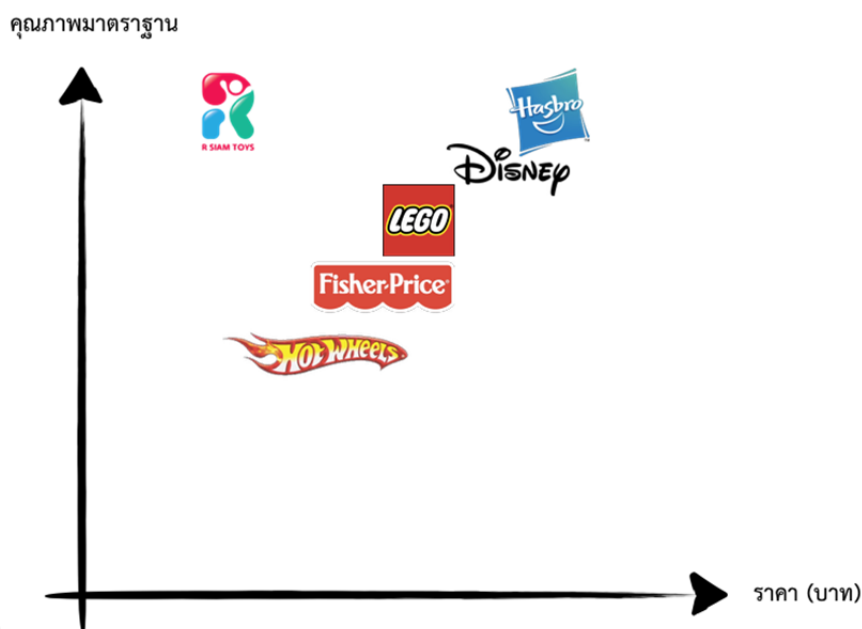 คุณภาพมาตราฐาน
R SIAM TOYS
Hasbro
DISNEY
LEGO
Fisher-Price
HOT WHEELS
ราคา (บาท)